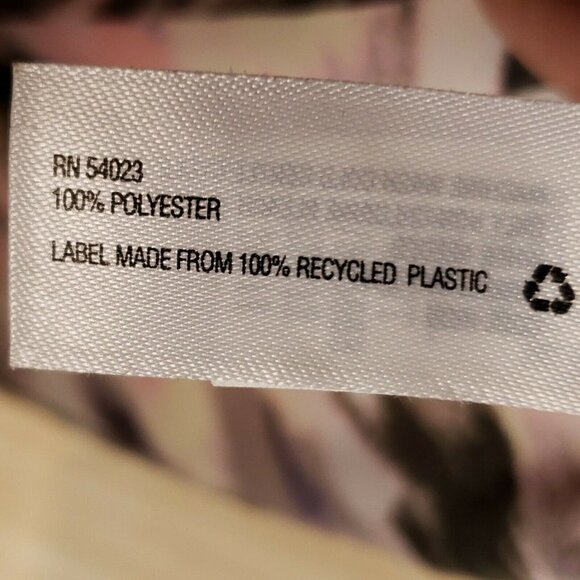 RN 54023
100% POLYESTER
LABEL MADE FROM 100% RECYCLED PLASTIC